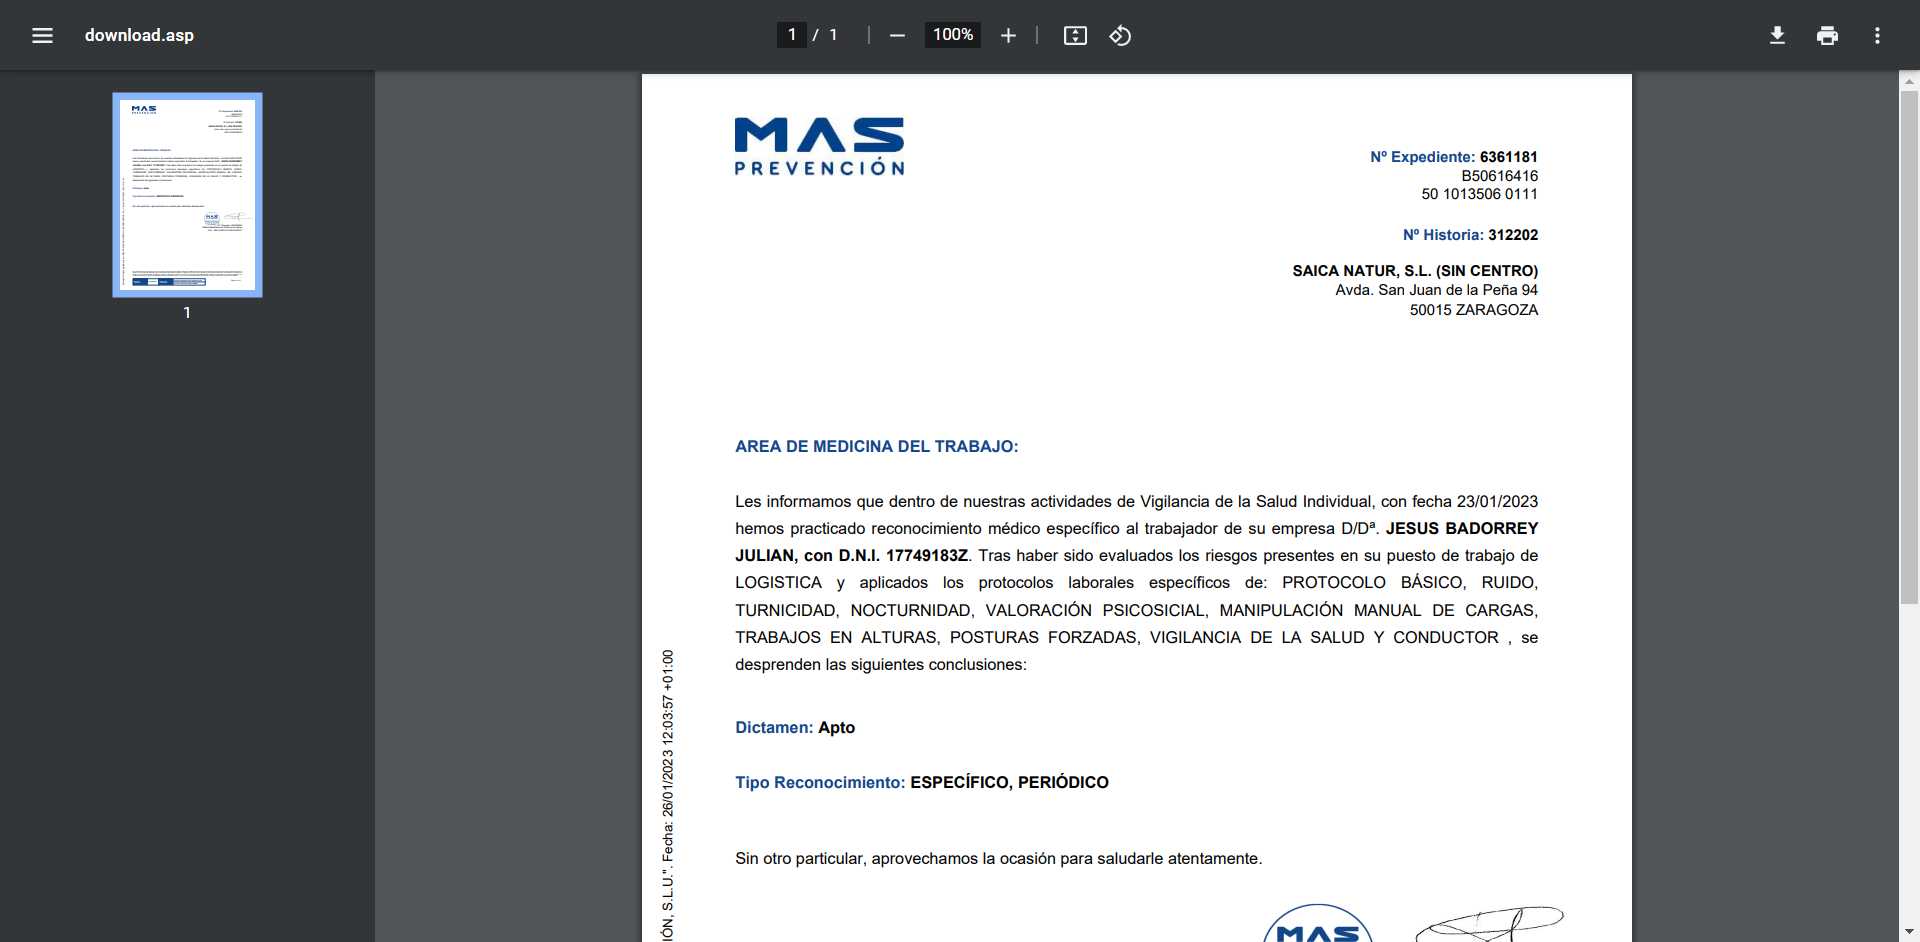 download.asp
1 / 1
100%
1
MAS
PREVENCIÓN
Nº Expediente: 6361181
B50616416
50 1013506 0111
Nº Historia: 312202
SAICA NATUR, S.L. (SIN CENTRO)
Avda. San Juan de la Peña 94
50015 ZARAGOZA
AREA DE MEDICINA DEL TRABAJO:
Les informamos que dentro de nuestras actividades de Vigilancia de la Salud Individual, con fecha 23/01/2023
hemos practicado reconocimiento médico específico al trabajador de su empresa D/Dª. JESUS BADORREY
JULIAN, con D.N.I. 17749183Z. Tras haber sido evaluados los riesgos presentes en su puesto de trabajo de
LOGISTICA y aplicados los protocolos laborales específicos de: PROTOCOLO BÁSICO, RUIDO,
TURNICIDAD, NOCTURNIDAD, VALORACIÓN PSICOSICIAL, MANIPULACIÓN MANUAL DE CARGAS,
TRABAJOS EN ALTURAS, POSTURAS FORZADAS, VIGILANCIA DE LA SALUD Y CONDUCTOR , se
desprenden las siguientes conclusiones:
Dictamen: Apto
Tipo Reconocimiento: ESPECÍFICO, PERIÓDICO
Sin otro particular, aprovechamos la ocasión para saludarle atentamente.
IÓN, S.L.U.". Fecha: 26/01/2023 12:03:57 +01:00
MAS